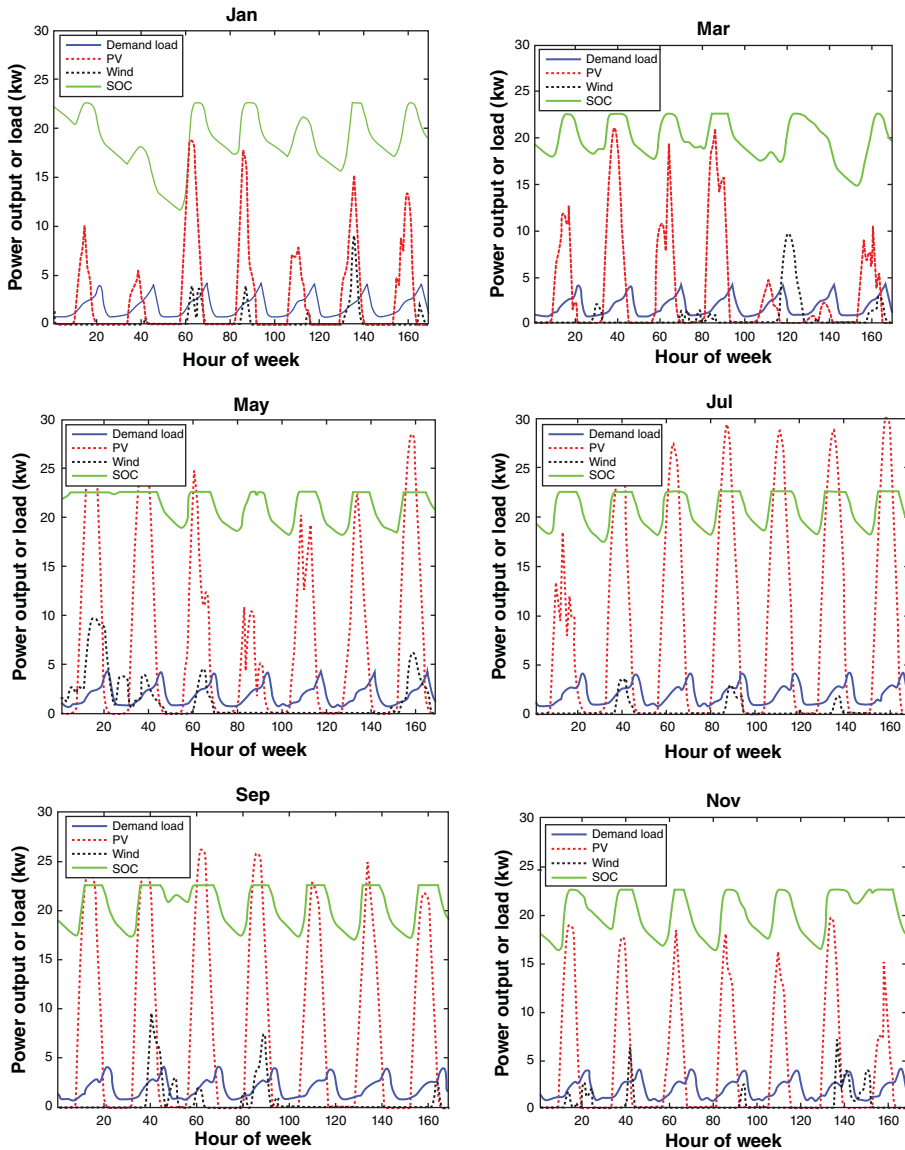 Jan
Power output or load (kw)
30
25
20
15
10
5
0
Demand load
PV
Wind
SOC
20 40 60 80 100 120 140 160
Hour of week
Mar
Power output or load (kw)
30
25
20
15
10
5
0
Demand load
PV
Wind
SOC
20 40 60 80 100 120 140 160
Hour of week
May
Power output or load (kw)
30
25
20
15
10
5
0
Demand load
PV
Wind
SOC
20 40 60 80 100 120 140 160
Hour of week
Jul
Power output or load (kw)
30
25
20
15
10
5
0
Demand load
PV
Wind
SOC
20 40 60 80 100 120 140 160
Hour of week
Sep
Power output or load (kw)
30
25
20
15
10
5
0
Demand load
PV
Wind
SOC
20 40 60 80 100 120 140 160
Hour of week
Nov
Power output or load (kw)
30
25
20
15
10
5
0
Demand load
PV
Wind
SOC
20 40 60 80 100 120 140 160
Hour of week